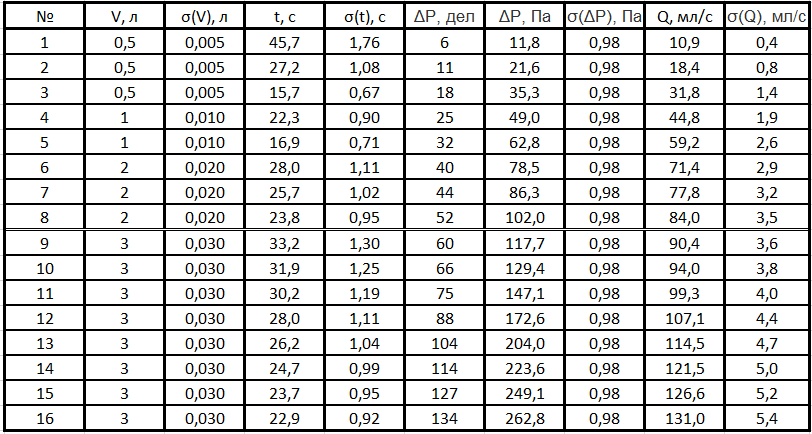 № V, л σ(V), л t, с σ(t), с ΔP, дел ΔP, Па σ(ΔP), Па Q, мл/с σ(Q), мл/с
1 0,5 0,005 45,7 1,76 6 11,8 0,98 10,9 0,4
2 0,5 0,005 27,2 1,08 11 21,6 0,98 18,4 0,8
3 0,5 0,005 15,7 0,67 18 35,3 0,98 31,8 1,4
4 1 0,010 22,3 0,90 25 49,0 0,98 44,8 1,9
5 1 0,010 16,9 0,71 32 62,8 0,98 59,2 2,6
6 2 0,020 28,0 1,11 40 78,5 0,98 71,4 2,9
7 2 0,020 25,7 1,02 44 86,3 0,98 77,8 3,2
8 2 0,020 23,8 0,95 52 102,0 0,98 84,0 3,5
9 3 0,030 33,2 1,30 60 117,7 0,98 90,4 3,6
10 3 0,030 31,9 1,25 66 129,4 0,98 94,0 3,8
11 3 0,030 30,2 1,19 75 147,1 0,98 99,3 4,0
12 3 0,030 28,0 1,11 88 172,6 0,98 107,1 4,4
13 3 0,030 26,2 1,04 104 204,0 0,98 114,5 4,7
14 3 0,030 24,7 0,99 114 223,6 0,98 121,5 5,0
15 3 0,030 23,7 0,95 127 249,1 0,98 126,6 5,2
16 3 0,030 22,9 0,92 134 262,8 0,98 131,0 5,4